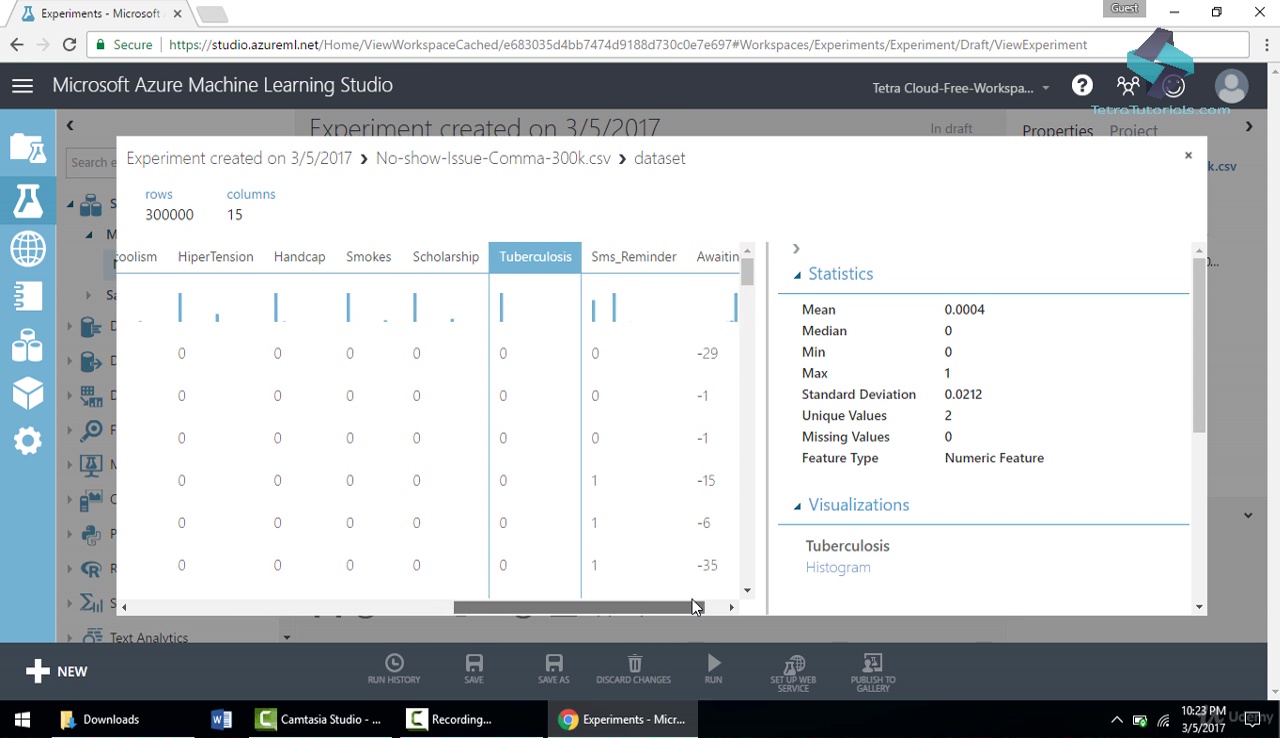 Experiments - Microsoft
Guest
Secure
https://studio.azureml.net/Home/ViewWorkspaceCached/e683035d4bb7474d9188d730c0e7e697#Workspaces/Experiments/Experiment/Draft/ViewExperiment
Microsoft Azure Machine Learning Studio
Tetra Cloud-Free-Workspa...
TetraTutorials.com
Experiment created on 3/5/2017
In draft
Properties Project
Search e
k.csv
Experiment created on 3/5/2017 › No-show-Issue-Comma-300k.csv › dataset
rows columns
300000 15
oolism HiperTension Handcap Smokes Scholarship Tuberculosis Sms_Reminder Awaitin
0 0 0 0 0 0 -29
0 0 0 0 0 0 -1
0 0 0 0 0 0 -1
0 0 0 0 0 1 -15
0 0 0 0 0 1 -6
0 0 0 0 0 1 -35
Statistics
Mean 0.0004
Median 0
Min 0
Max 1
Standard Deviation 0.0212
Unique Values 2
Missing Values 0
Feature Type Numeric Feature
Visualizations
Tuberculosis
Histogram
Text Analytics
NEW
RUN HISTORY
SAVE
SAVE AS
DISCARD CHANGES
RUN
SET UP WEB
SERVICE
PUBLISH TO
GALLERY
Downloads
Camtasia Studio - ...
Recording...
Experiments - Micr...
10:23 PM
3/5/2017
Udemy